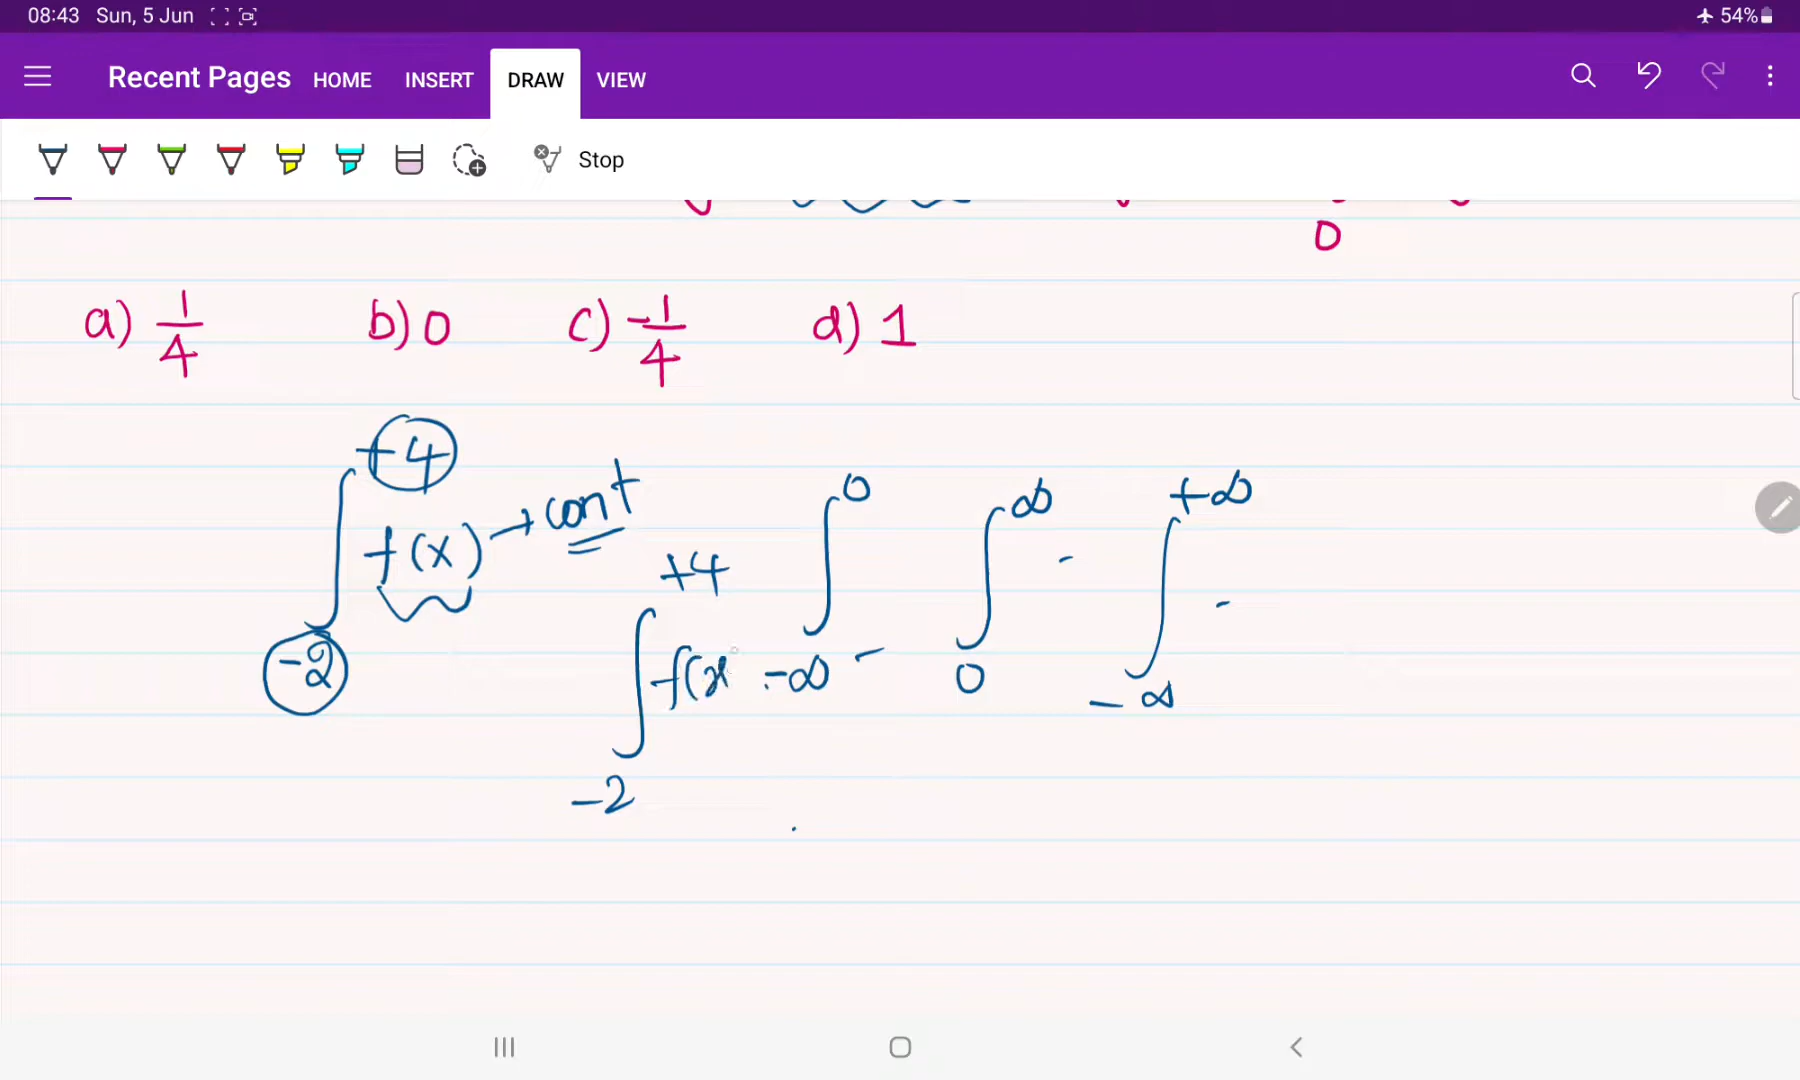 08:43 Sun, 5 Jun 54%
Recent Pages HOME INSERT DRAW VIEW
Stop
0
a) 1/4 b) 0 c) -1/4 d) 1
∫_{-2}^{+4} f(x) → cont
∫_{-2}^{+4} f(x
∫_{-∞}^{0} -
∫_{0}^{∞} -
∫_{-∞}^{+∞} -